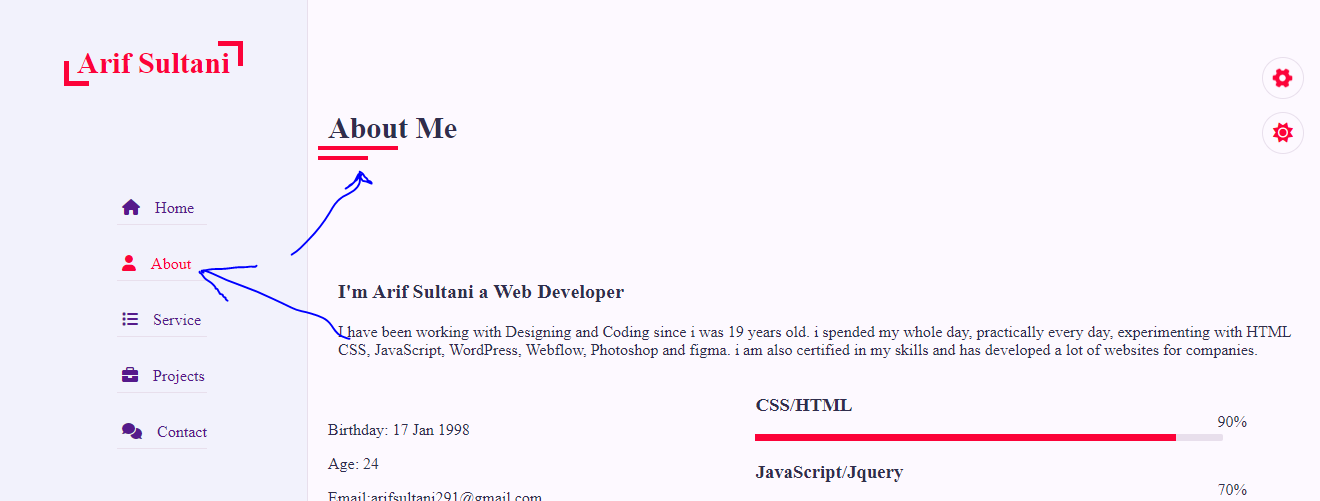 Arif Sultani
Home
About
Service
Projects
Contact
About Me
I'm Arif Sultani a Web Developer
I have been working with Designing and Coding since i was 19 years old. i spended my whole day, practically every day, experimenting with HTML
CSS, JavaScript, WordPress, Webflow, Photoshop and figma. i am also certified in my skills and has developed a lot of websites for companies.
Birthday: 17 Jan 1998
Age: 24
Email:arifsultani291@gmail.com
CSS/HTML
90%
JavaScript/Jquery
70%